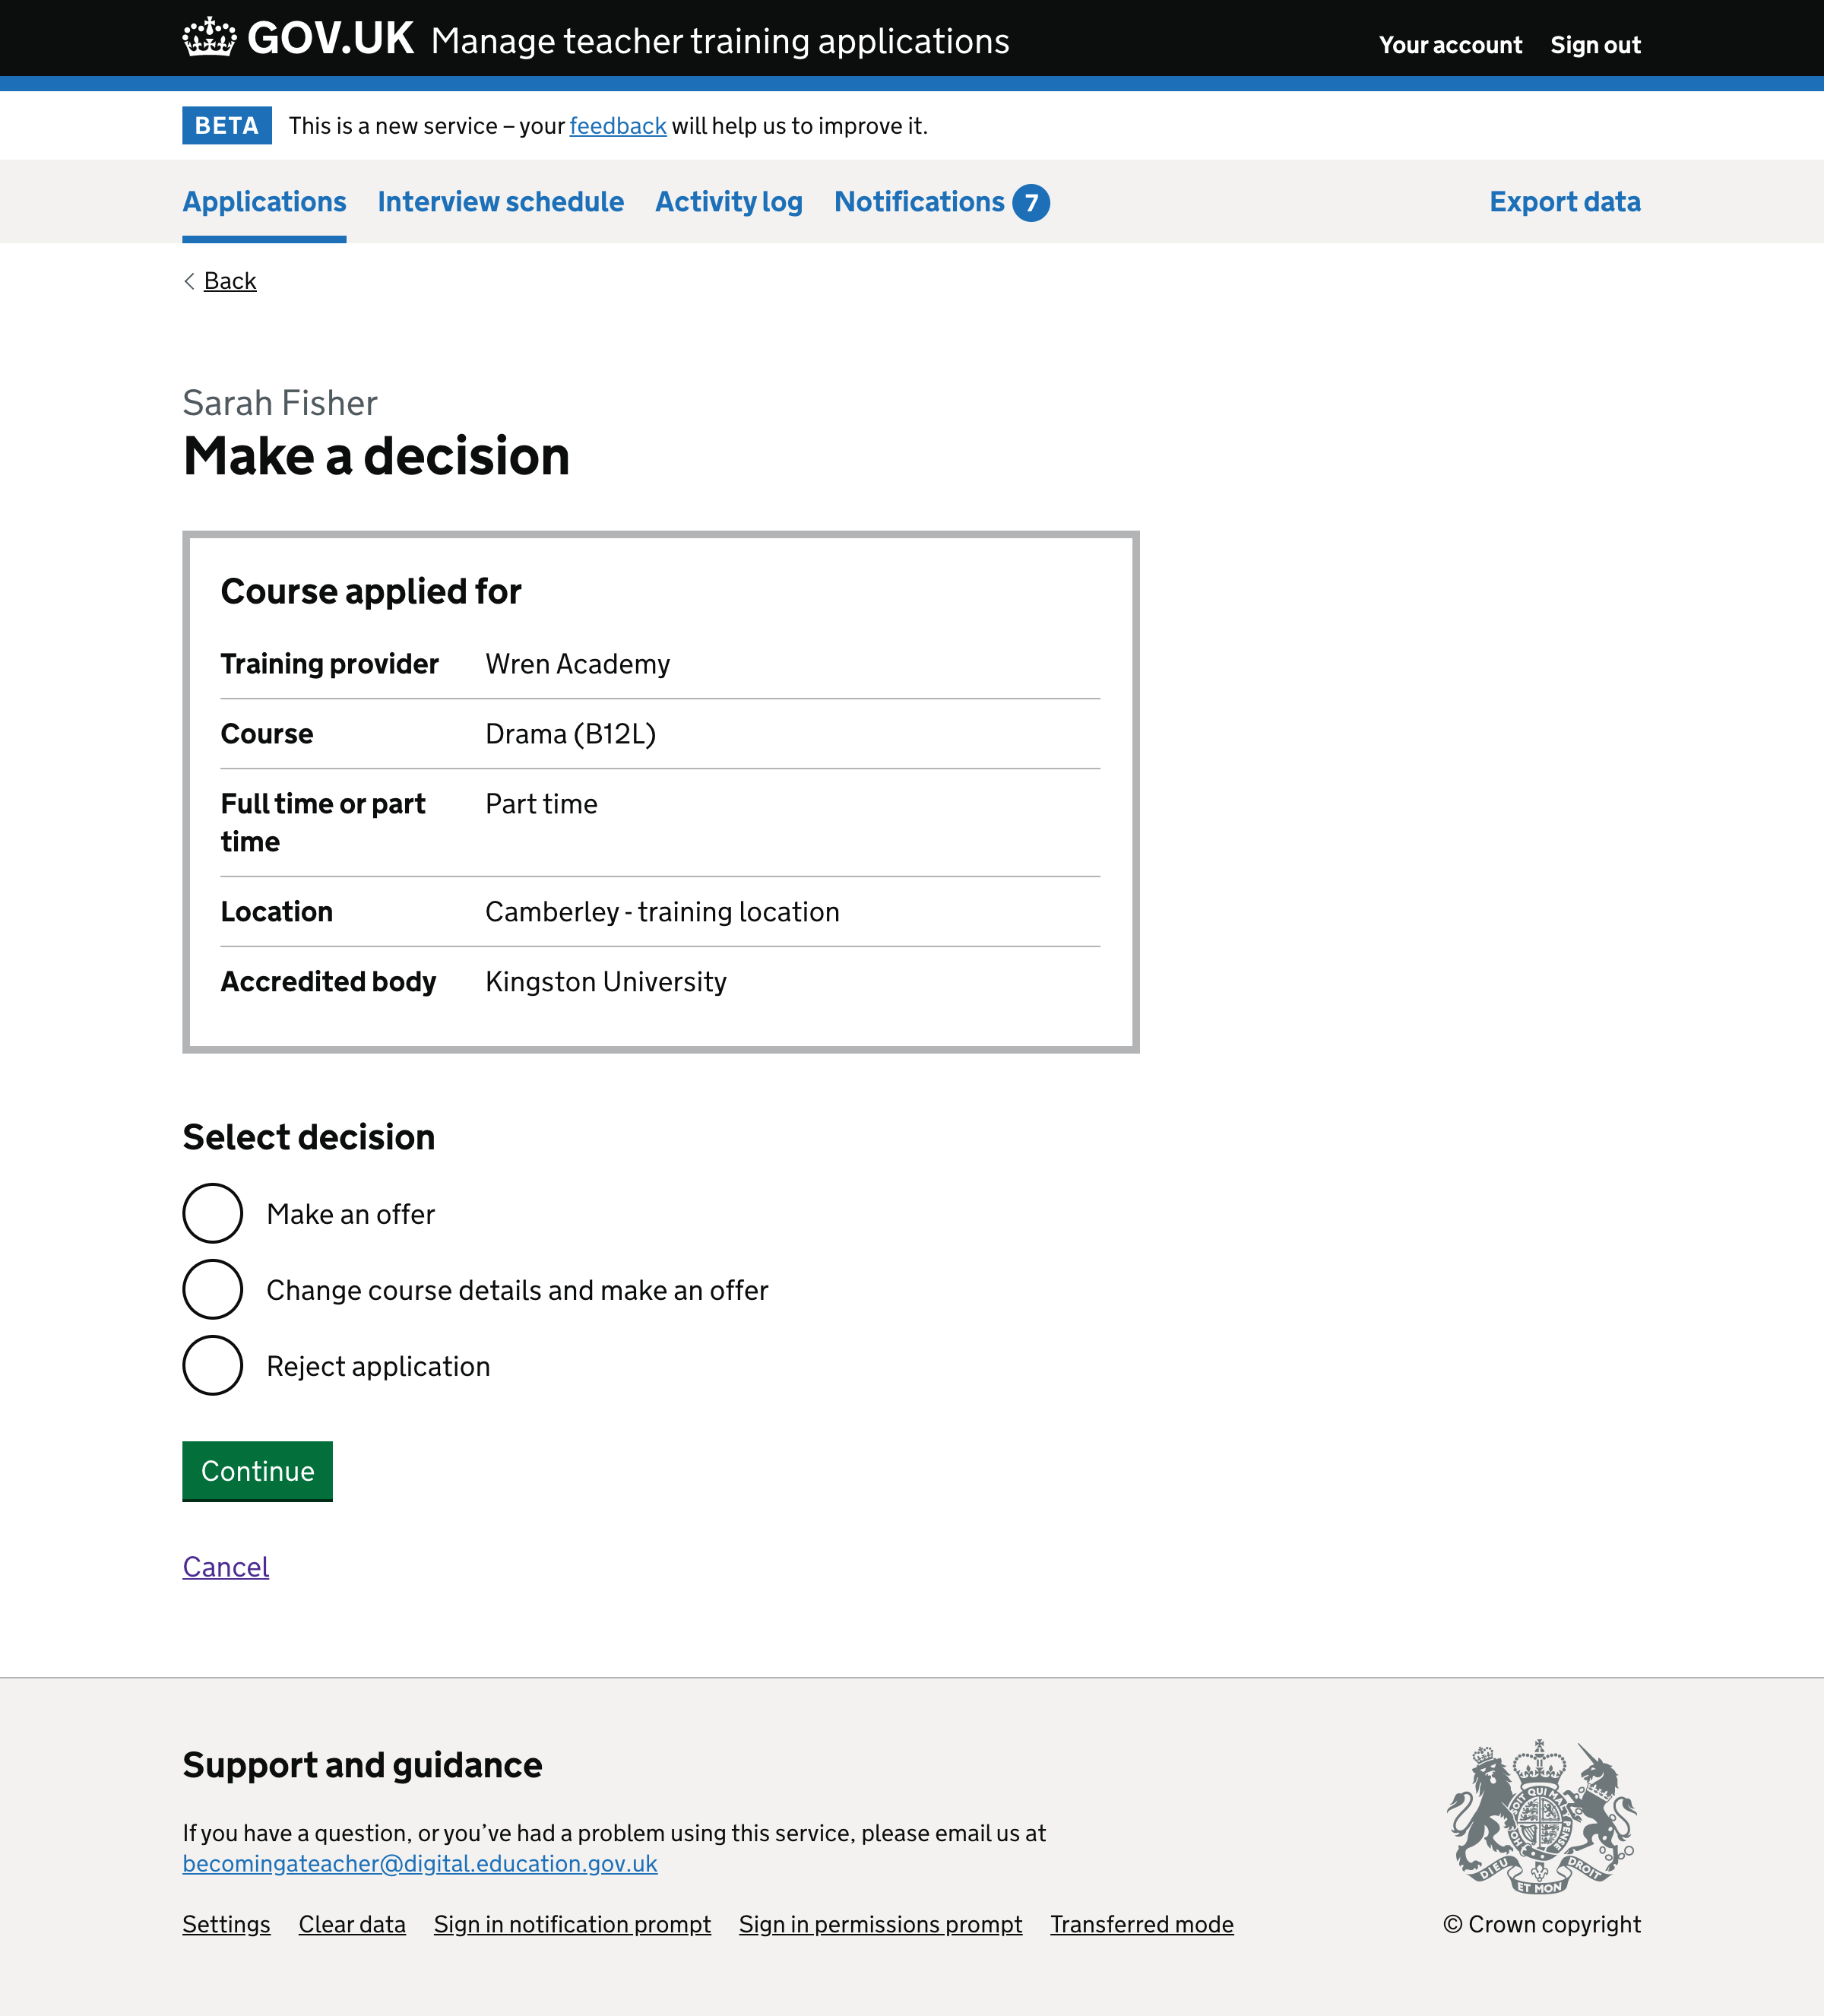 GOV.UK Manage teacher training applications Your account Sign out
BETA This is a new service – your feedback will help us to improve it.
Applications Interview schedule Activity log Notifications 7 Export data
Back
Sarah Fisher
Make a decision
Course applied for
Training provider Wren Academy
Course Drama (B12L)
Full time or part Part time
time
Location Camberley - training location
Accredited body Kingston University
Select decision
Make an offer
Change course details and make an offer
Reject application
Continue
Cancel
Support and guidance
If you have a question, or you’ve had a problem using this service, please email us at
becomingateacher@digital.education.gov.uk
Settings Clear data Sign in notification prompt Sign in permissions prompt Transferred mode
DIEU ET MON DROIT
© Crown copyright